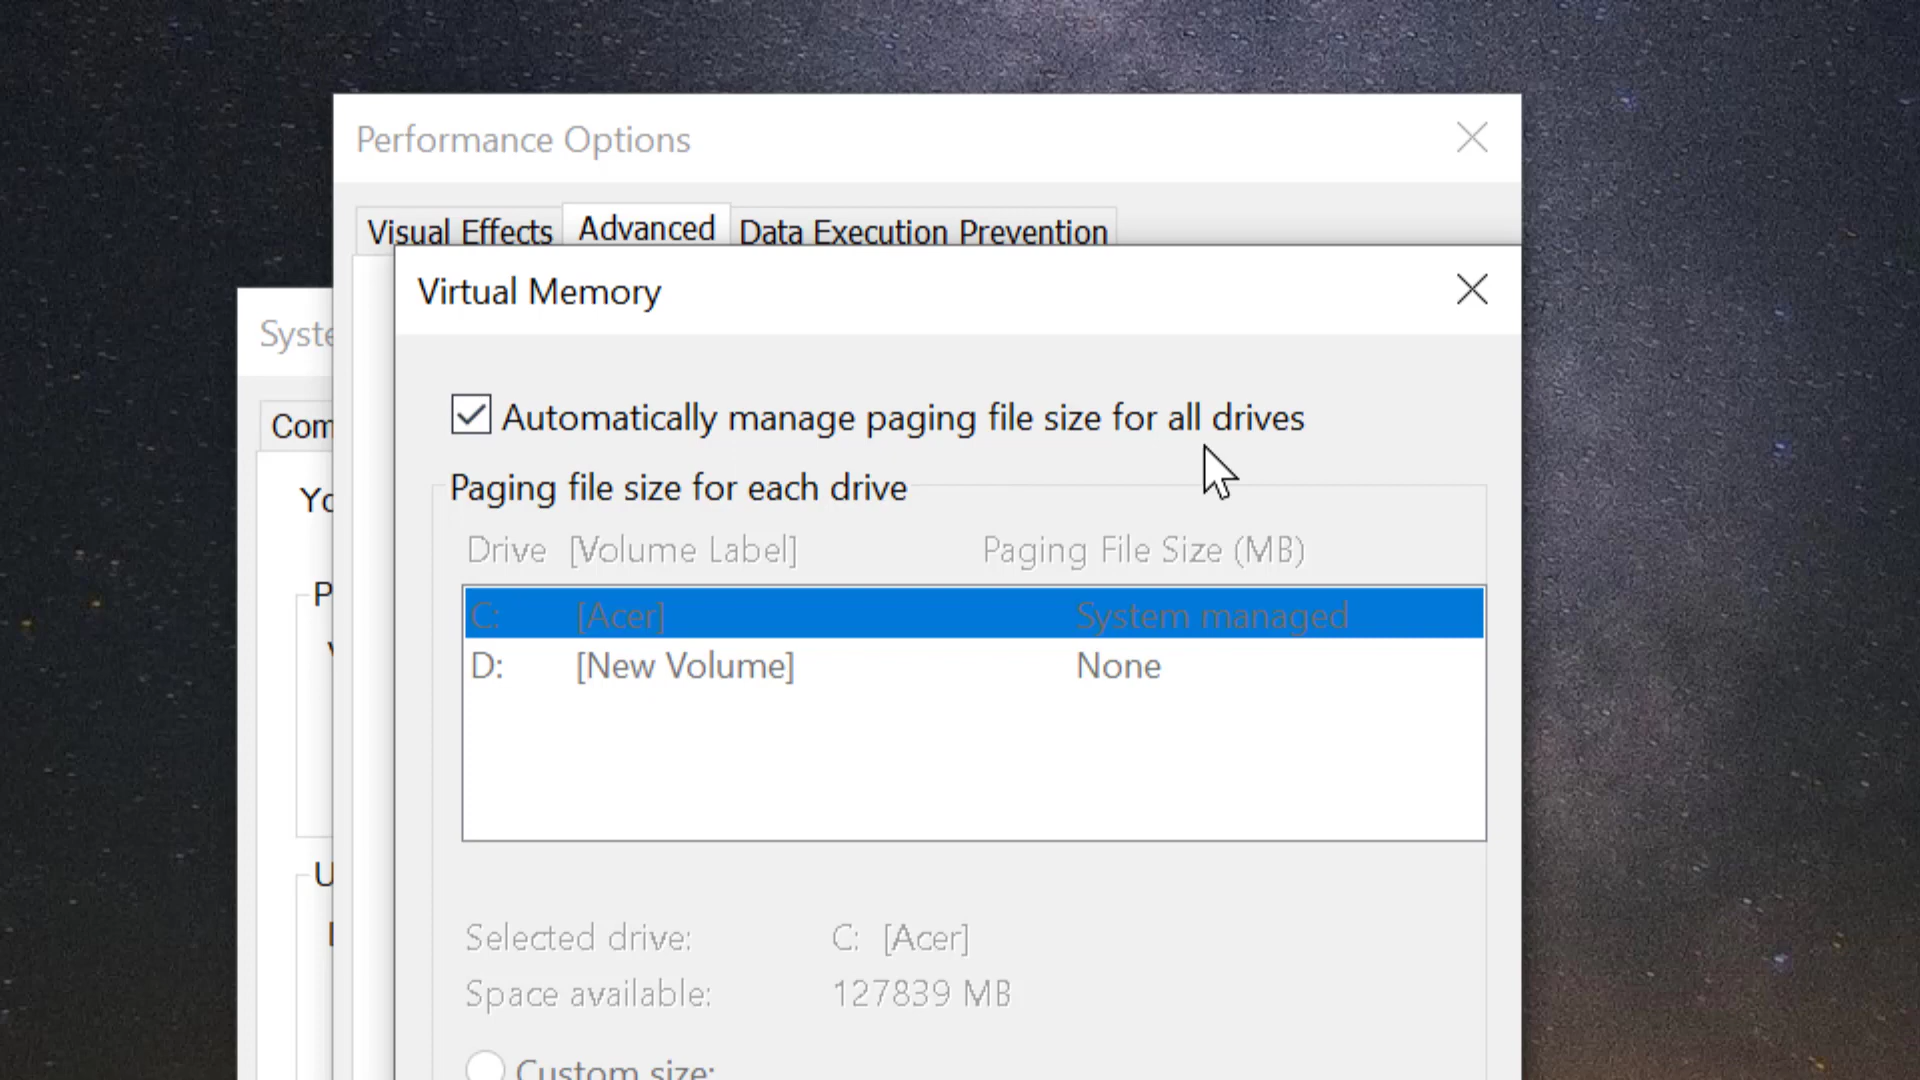 Performance Options
Visual Effects Advanced Data Execution Prevention
Virtual Memory
Automatically manage paging file size for all drives
Paging file size for each drive
Drive [Volume Label] Paging File Size (MB)
C: [Acer] System managed
D: [New Volume] None
Selected drive: C: [Acer]
Space available: 127839 MB
Custom size: